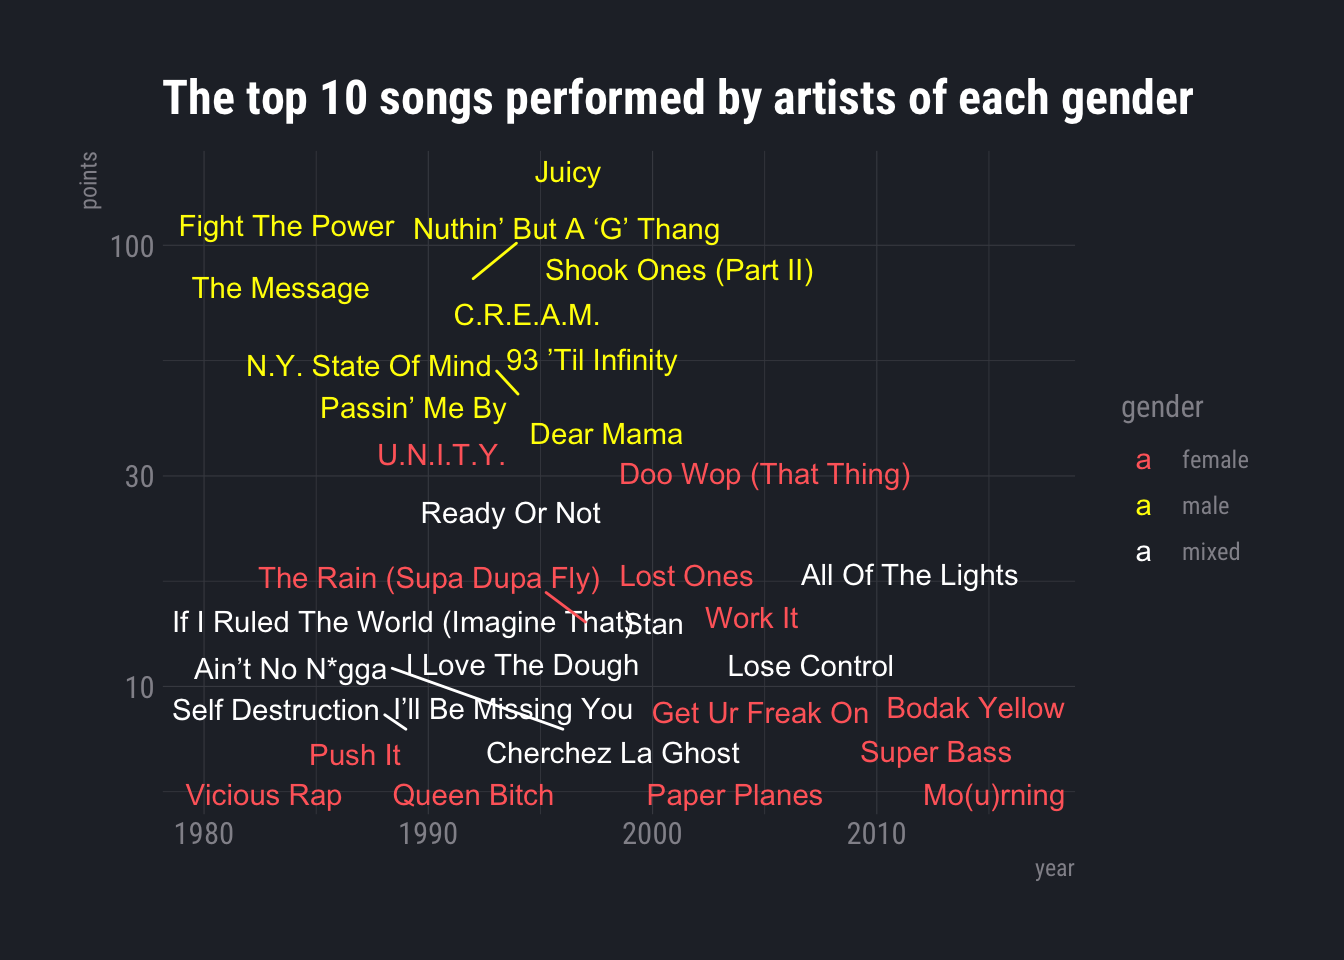 The top 10 songs performed by artists of each gender
points
Juicy
Fight The Power
Nuthin’ But A ‘G’ Thang
100
Shook Ones (Part II)
The Message
C.R.E.A.M.
93 ’Til Infinity
N.Y. State Of Mind
Passin’ Me By
gender
Dear Mama
U.N.I.T.Y.
a female
Doo Wop (That Thing)
30
a male
Ready Or Not
a mixed
The Rain (Supa Dupa Fly)
Lost Ones
All Of The Lights
If I Ruled The World (Imagine That)
Stan
Work It
Ain’t No N*gga
I Love The Dough
Lose Control
10
Self Destruction
I’ll Be Missing You
Get Ur Freak On
Bodak Yellow
Push It
Cherchez La Ghost
Super Bass
Vicious Rap
Queen Bitch
Paper Planes
Mo(u)rning
1980 1990 2000 2010
year